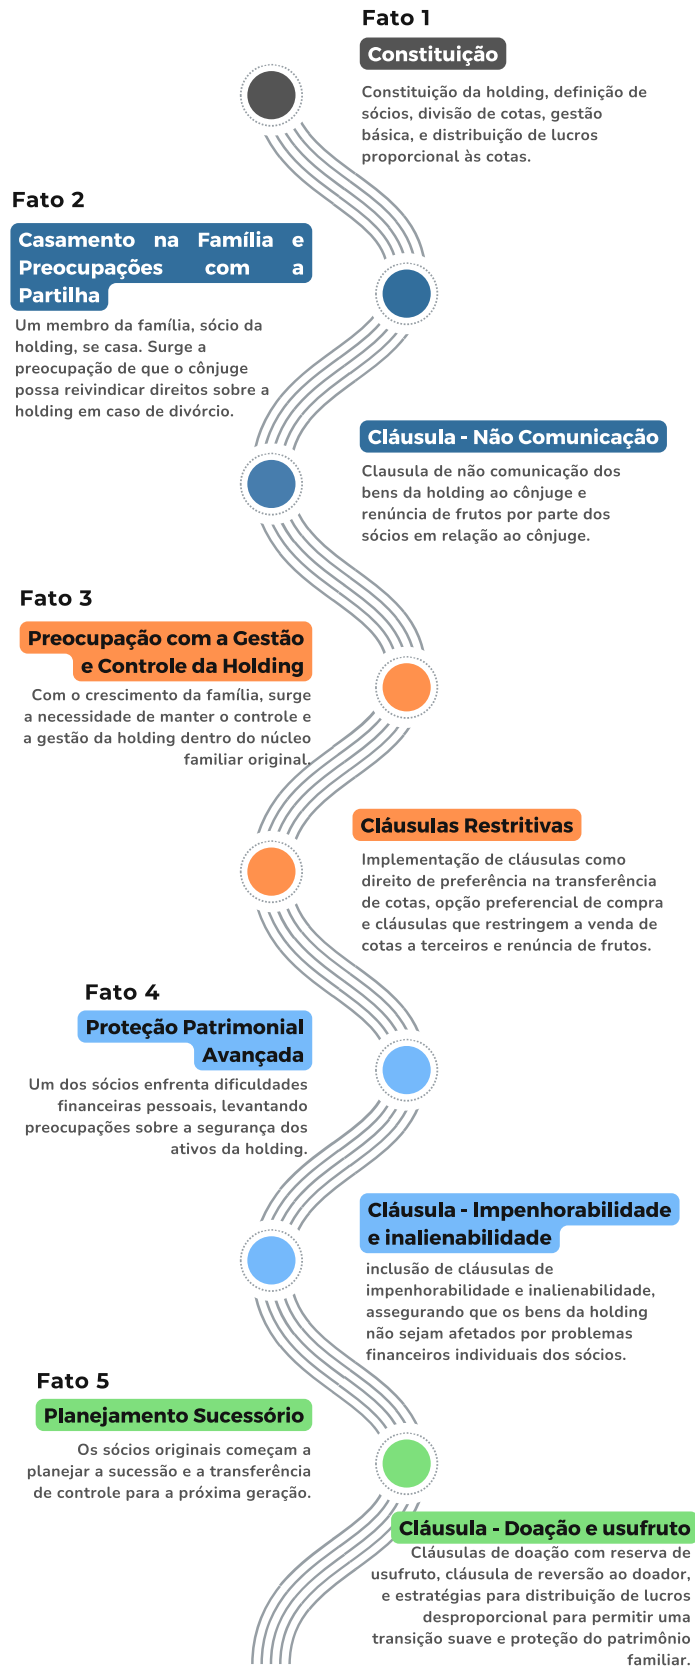 Fato 1
Constituição
Constituição da holding, definição de
sócios, divisão de cotas, gestão
básica, e distribuição de lucros
proporcional às cotas.
Fato 2
Casamento na Família e
Preocupações com a
Partilha
Um membro da família, sócio da
holding, se casa. Surge a
preocupação de que o cônjuge
possa reivindicar direitos sobre a
holding em caso de divórcio.
Cláusula - Não Comunicação
Clausula de não comunicação dos
bens da holding ao cônjuge e
renúncia de frutos por parte dos
sócios em relação ao cônjuge.
Fato 3
Preocupação com a Gestão
e Controle da Holding
Com o crescimento da família, surge
a necessidade de manter o controle e
a gestão da holding dentro do núcleo
familiar original.
Cláusulas Restritivas
Implementação de cláusulas como
direito de preferência na transferência
de cotas, opção preferencial de compra
e cláusulas que restringem a venda de
cotas a terceiros e renúncia de frutos.
Fato 4
Proteção Patrimonial
Avançada
Um dos sócios enfrenta dificuldades
financeiras pessoais, levantando
preocupações sobre a segurança dos
ativos da holding.
Cláusula - Impenhorabilidade
e inalienabilidade
inclusão de cláusulas de
impenhorabilidade e inalienabilidade,
assegurando que os bens da holding
não sejam afetados por problemas
financeiros individuais dos sócios.
Fato 5
Planejamento Sucessório
Os sócios originais começam a
planejar a sucessão e a transferência
de controle para a próxima geração.
Cláusula - Doação e usufruto
Cláusulas de doação com reserva de
usufruto, cláusula de reversão ao doador,
e estratégias para distribuição de lucros
desproporcional para permitir uma
transição suave e proteção do patrimônio
familiar.